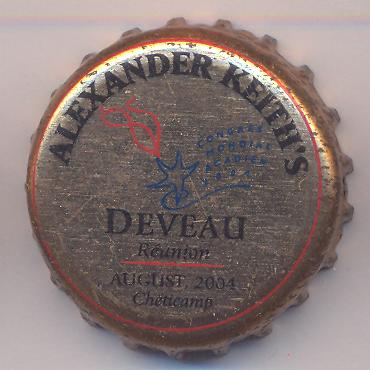 ALEXANDER KEITH'S
CONGRÈS
MONDIAL
ACADIEN
2004
DEVEAU
Réunion
AUGUST, 2004
Chéticamp